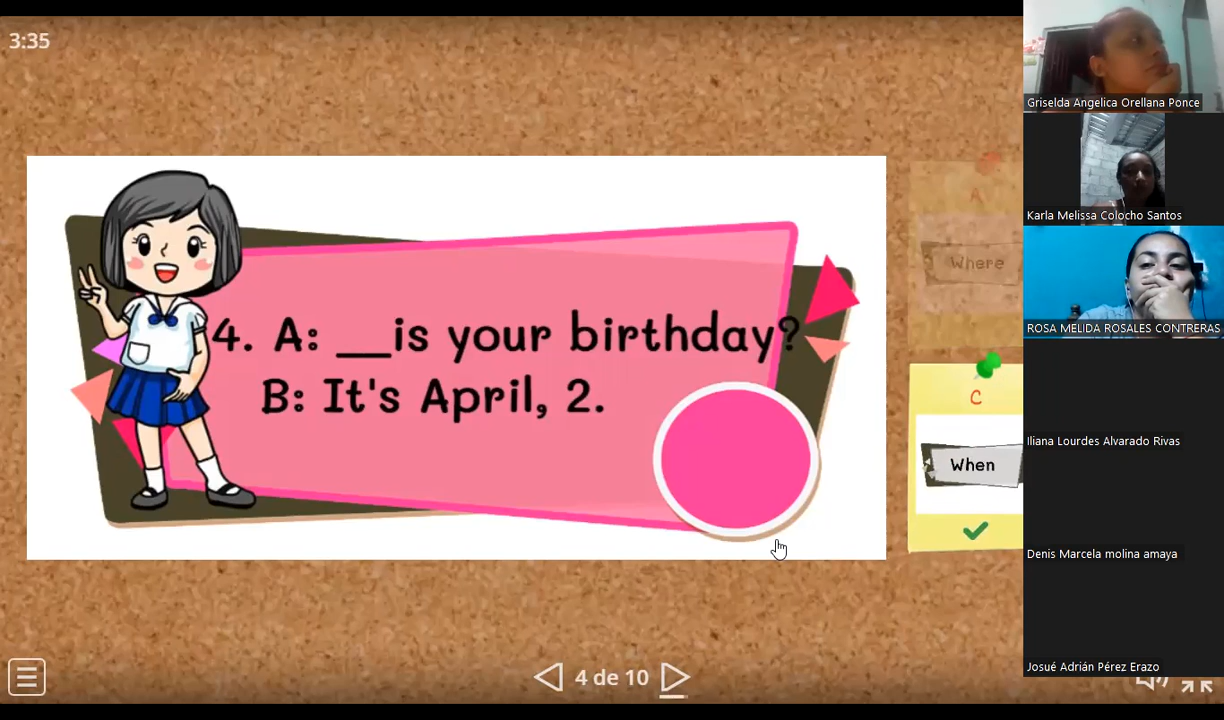 3:35
4. A: __is your birthday?
B: It's April, 2.
A
Where
C
When
4 de 10
Griselda Angelica Orellana Ponce
Karla Melissa Colocho Santos
ROSA MELIDA ROSALES CONTRERAS
Iliana Lourdes Alvarado Rivas
Denis Marcela molina amaya
Josué Adrián Pérez Erazo